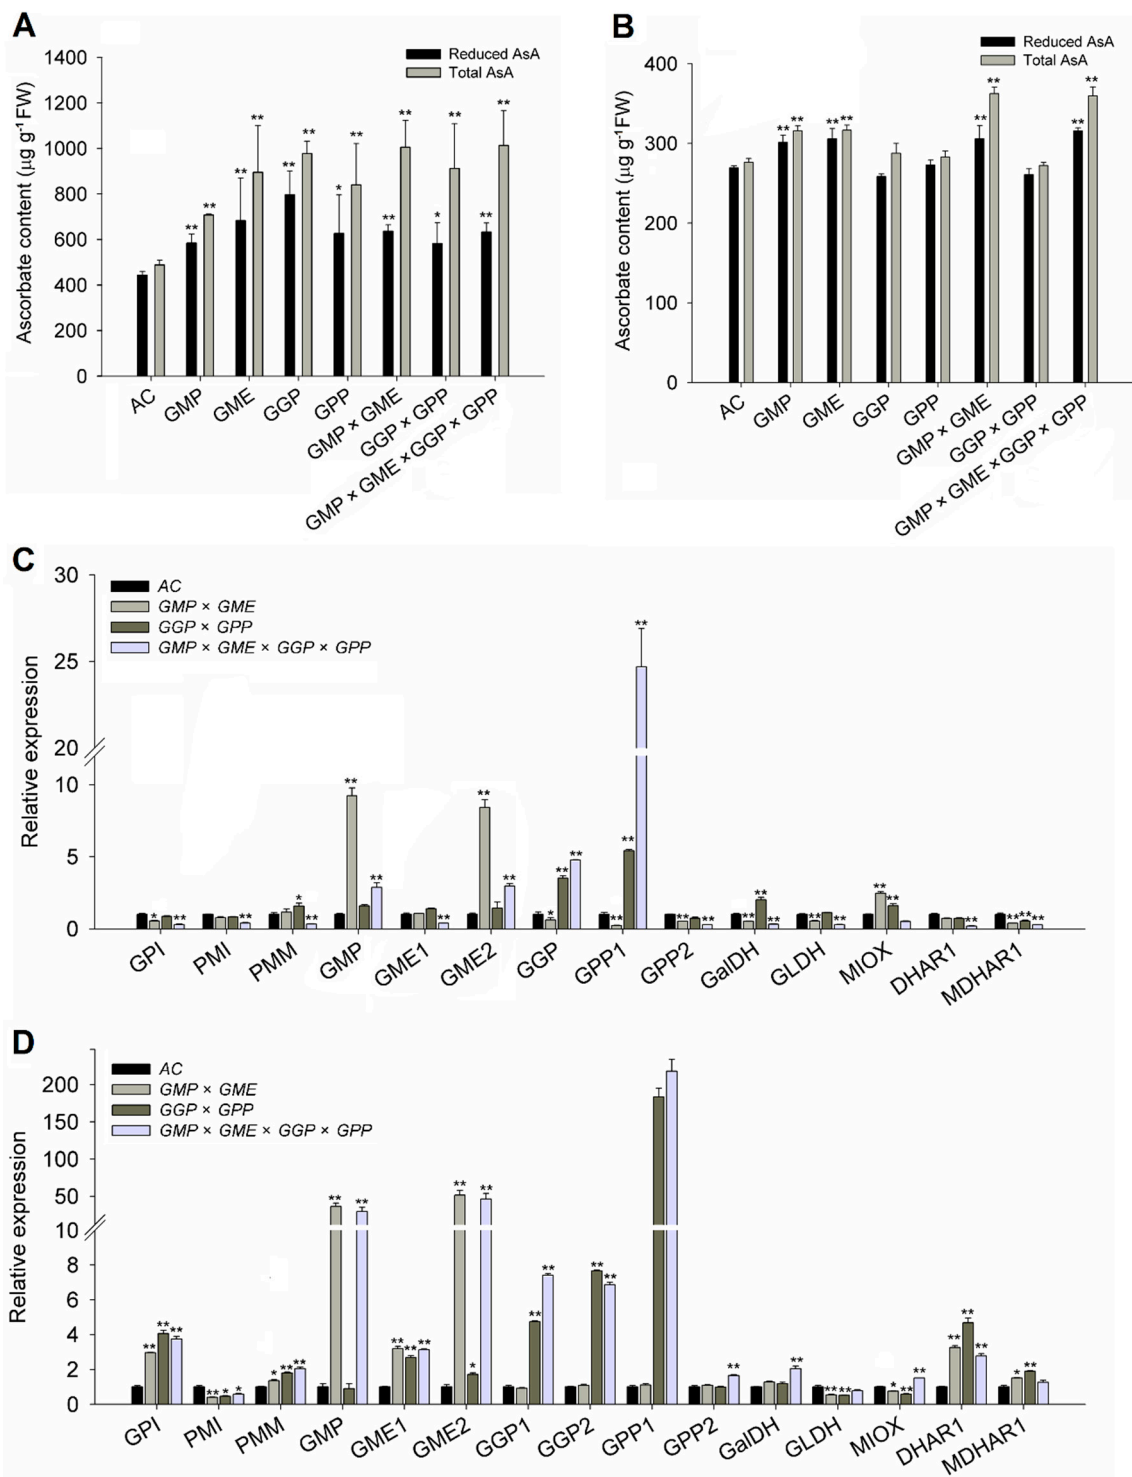 A
Reduced AsA
Total AsA
Ascorbate content (µg g-1FW)
1400
1200
1000
800
600
400
200
0
** ** ** ** ** ** * ** ** ** * ** ** **
AC GMP GME GGP GPP GMP × GME GGP × GPP GMP × GME × GGP × GPP
B
Reduced AsA
Total AsA
Ascorbate content (µg g-1FW)
400
300
200
100
0
** ** ** ** ** ** ** **
AC GMP GME GGP GPP GMP × GME GGP × GPP GMP × GME × GGP × GPP
C
AC
GMP × GME
GGP × GPP
GMP × GME × GGP × GPP
Relative expression
30
25
20
10
5
0
* ** ** * ** ** ** ** ** ** * ** ** ** ** ** ** ** ** ** ** ** ** ** ** ** ** ** **
GPI PMI PMM GMP GME1 GME2 GGP GPP1 GPP2 GalDH GLDH MIOX DHAR1 MDHAR1
D
AC
GMP × GME
GGP × GPP
GMP × GME × GGP × GPP
Relative expression
200
150
100
50
10
8
6
4
2
0
** ** ** ** * * * ** ** ** ** ** ** ** ** * ** ** ** ** ** ** ** ** ** * ** ** ** ** ** * **
GPI PMI PMM GMP GME1 GME2 GGP1 GGP2 GPP1 GPP2 GalDH GLDH MIOX DHAR1 MDHAR1